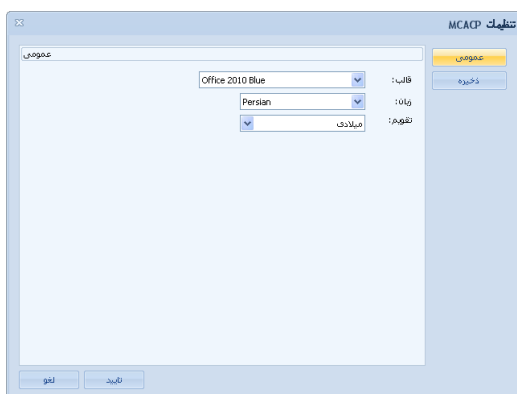 تنظیمات MCACP
عمومی
ذخیره
عمومی
قالب: Office 2010 Blue
زبان: Persian
تقویم: میلادی
تایید
لغو